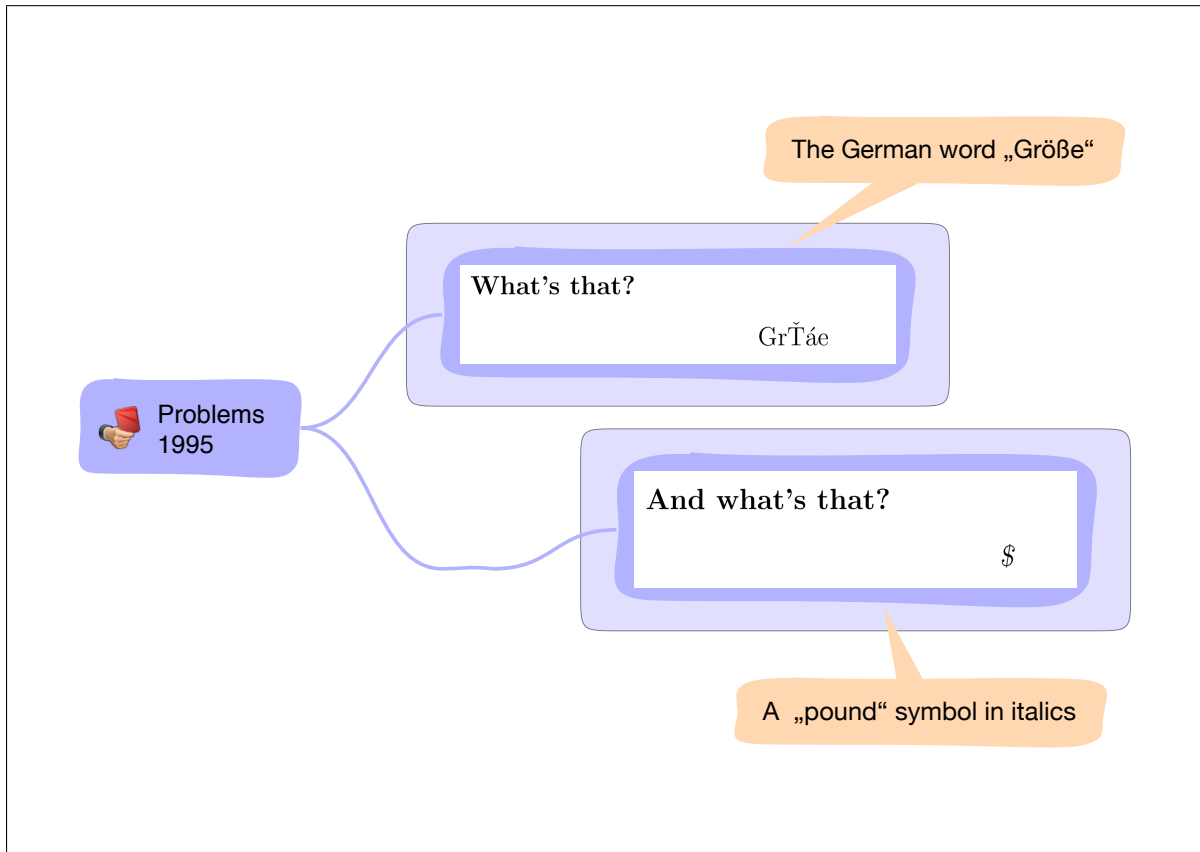 The German word „Größe“
What's that?
GrŤáe
Problems
1995
And what's that?
$
A „pound“ symbol in italics